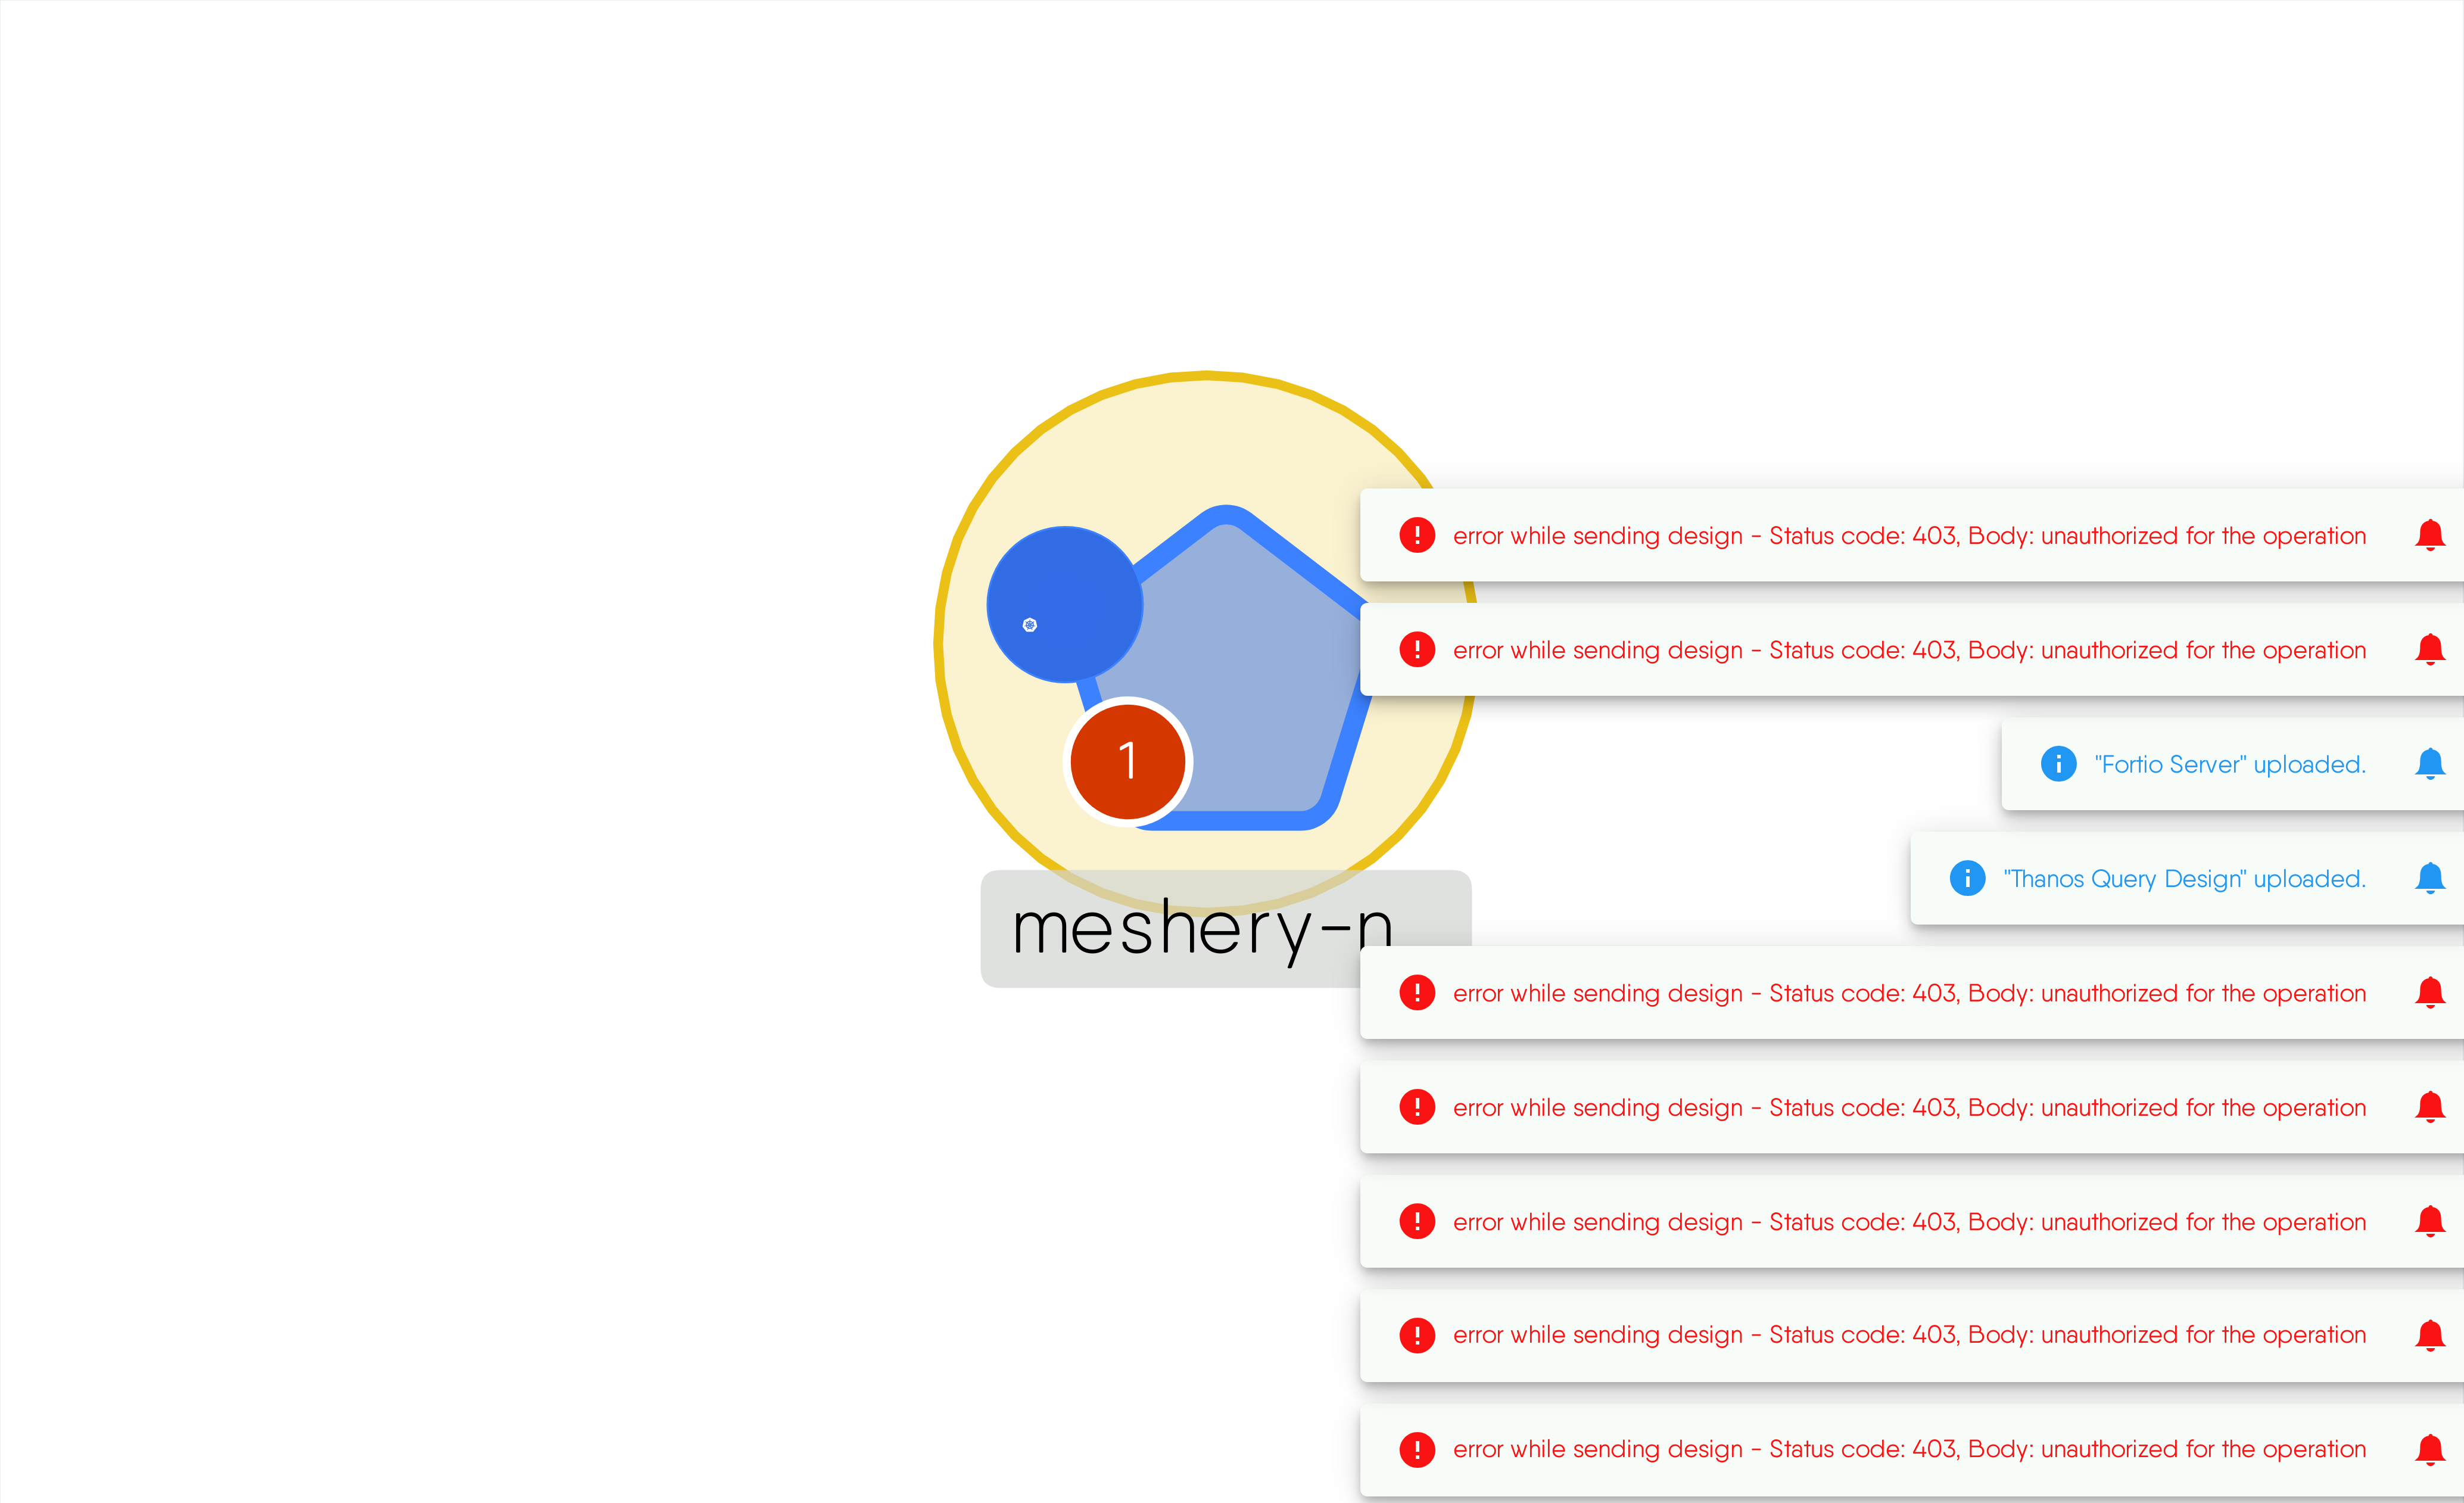 error while sending design - Status code: 403, Body: unauthorized for the operation
error while sending design - Status code: 403, Body: unauthorized for the operation
1
"Fortio Server" uploaded.
"Thanos Query Design" uploaded.
meshery-n
error while sending design - Status code: 403, Body: unauthorized for the operation
error while sending design - Status code: 403, Body: unauthorized for the operation
error while sending design - Status code: 403, Body: unauthorized for the operation
error while sending design - Status code: 403, Body: unauthorized for the operation
error while sending design - Status code: 403, Body: unauthorized for the operation